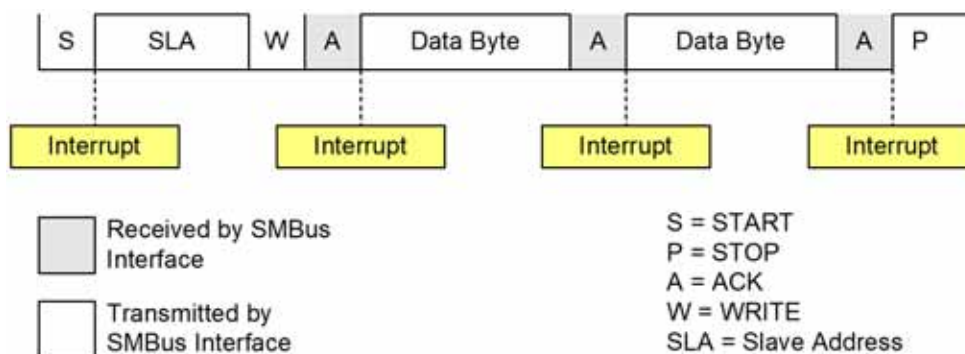 S SLA W A Data Byte A Data Byte A P
Interrupt Interrupt Interrupt Interrupt
Received by SMBus
Interface
Transmitted by
SMBus Interface
S = START
P = STOP
A = ACK
W = WRITE
SLA = Slave Address